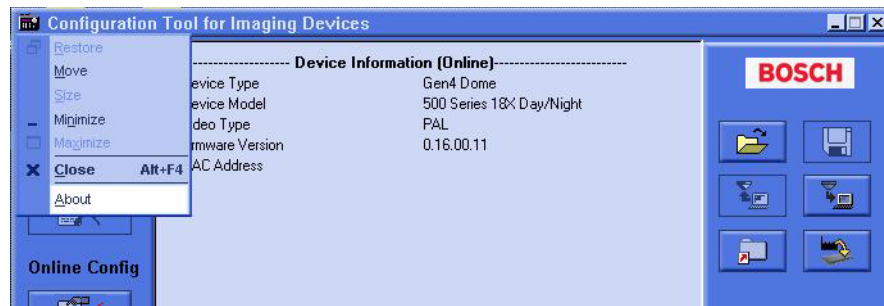 Configuration Tool for Imaging Devices
Restore
Move
Size
Minimize
Maximize
Close Alt+F4
About
Online Config
------------------- Device Information (Online)-------------------------
evice Type Gen4 Dome
evice Model 500 Series 18X Day/Night
deo Type PAL
rmware Version 0.16.00.11
AC Address
BOSCH